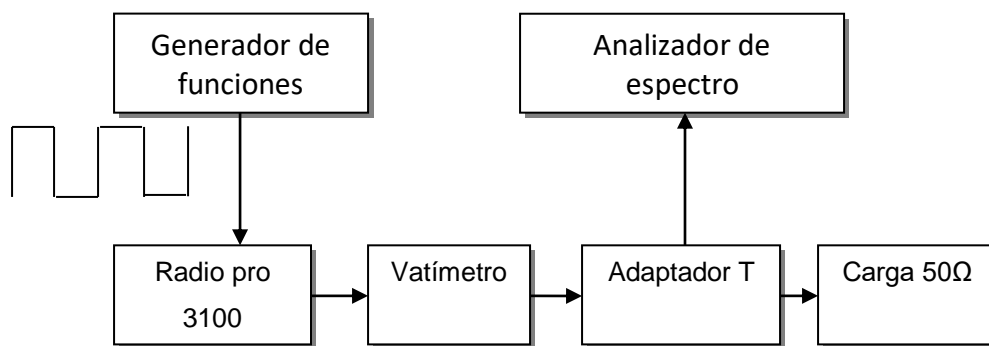 Generador de
funciones
Analizador de
espectro
Radio pro
3100
Vatímetro
Adaptador T
Carga 50Ω